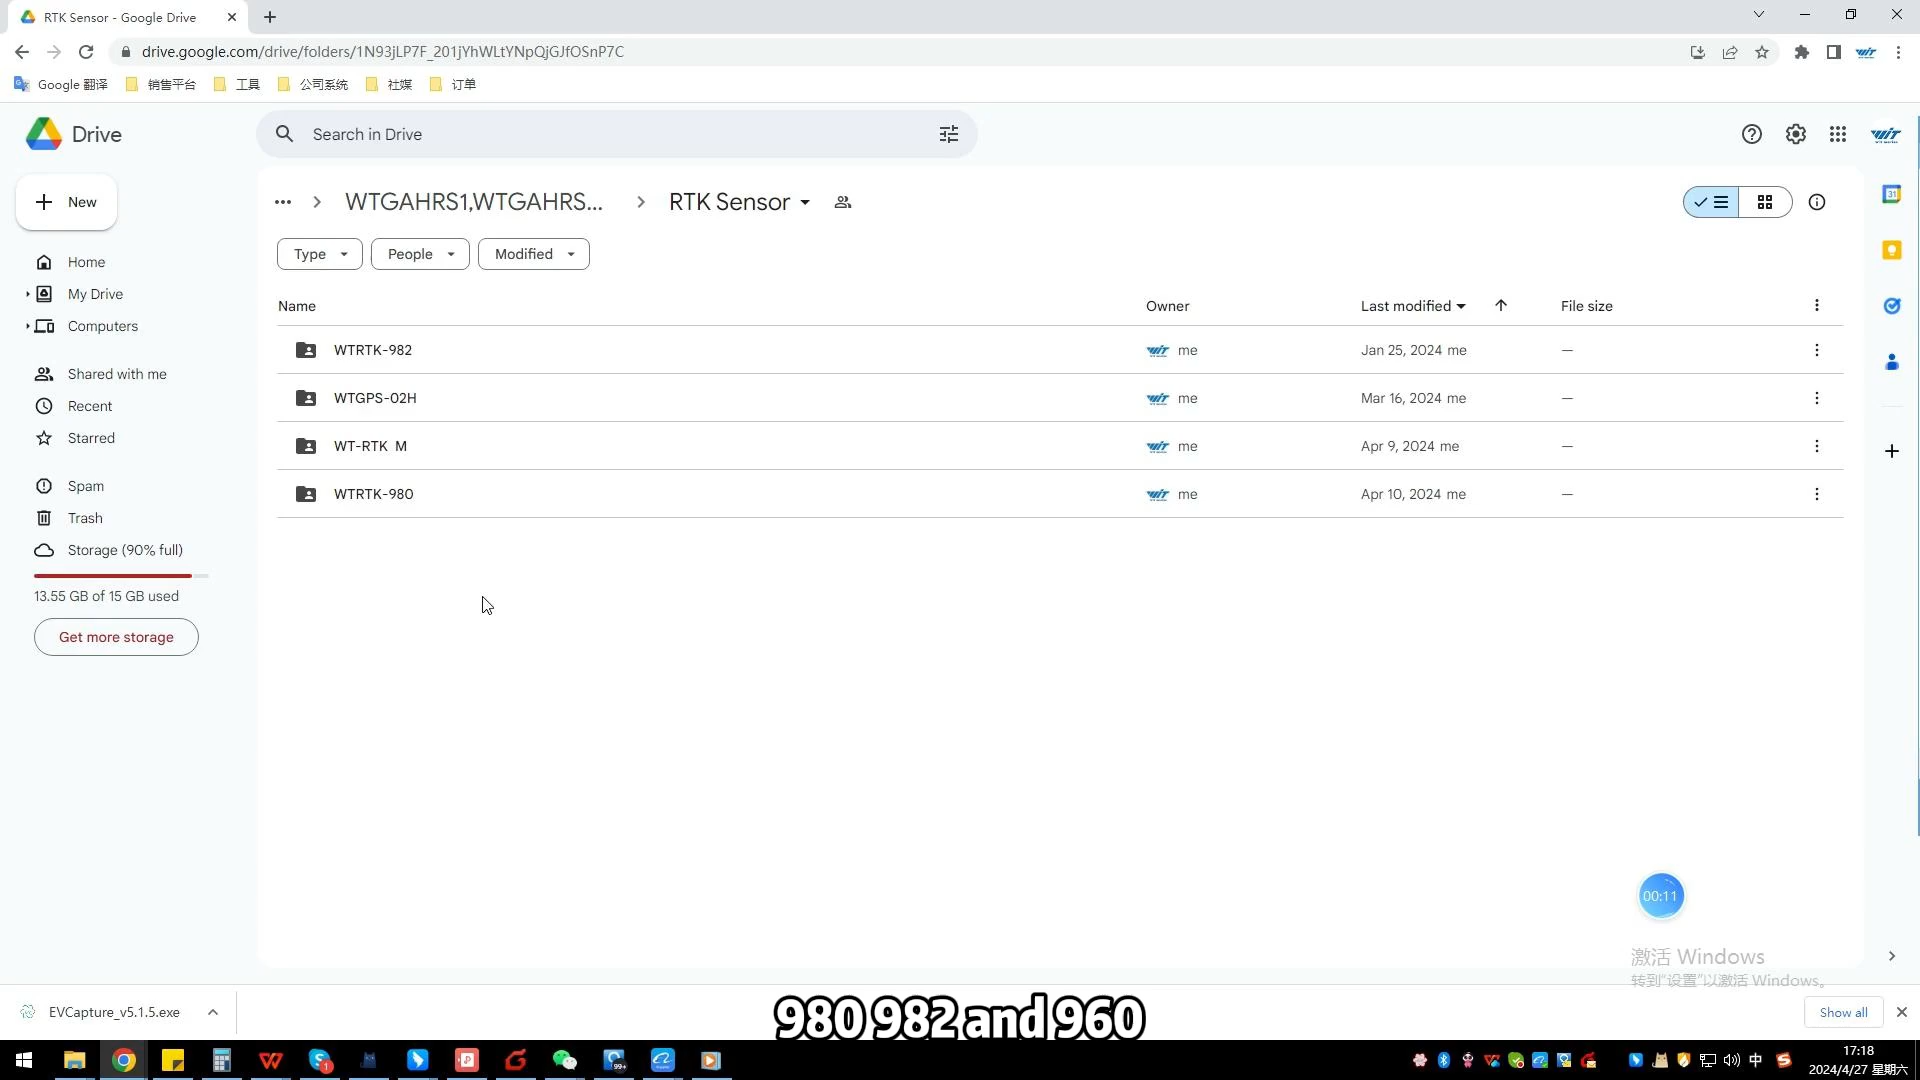 RTK Sensor - Google Drive
drive.google.com/drive/folders/1N93jLP7F_201jYhWLtYNpQjGJfOSnP7C
Google 翻译 销售平台 工具 公司系统 社媒 订单
Drive
Search in Drive
New
WTGAHRS1,WTGAHRS...
RTK Sensor
Type
People
Modified
Home
My Drive
Computers
Shared with me
Recent
Starred
Spam
Trash
Storage (90% full)
13.55 GB of 15 GB used
Get more storage
Name Owner Last modified File size
WTRTK-982 me Jan 25, 2024 me —
WTGPS-02H me Mar 16, 2024 me —
WT-RTK M me Apr 9, 2024 me —
WTRTK-980 me Apr 10, 2024 me —
31
00:11
激活 Windows
转到“设置”以激活 Windows。
EVCapture_v5.1.5.exe
980 982 and 960
Show all
99+
中
17:18
2024/4/27 星期六